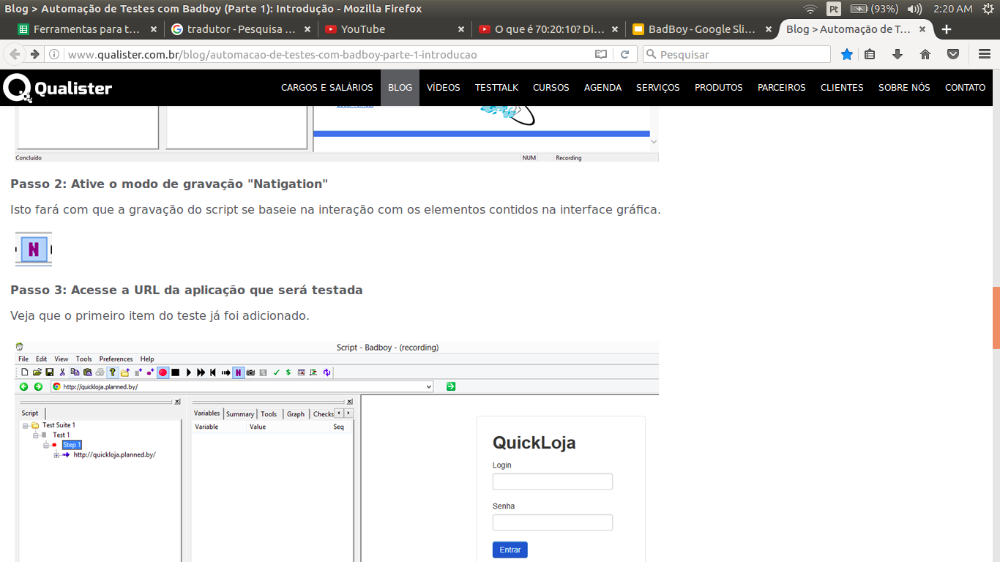 Blog > Automação de Testes com Badboy (Parte 1): Introdução - Mozilla Firefox
Pt
(93%)
2:20 AM
Ferramentas para t...
tradutor - Pesquisa ...
YouTube
O que é 70:20:10? Di...
BadBoy - Google Sli...
Blog > Automação de T...
www.qualister.com.br/blog/automacao-de-testes-com-badboy-parte-1-introducao
Pesquisar
Qualister
CARGOS E SALÁRIOS BLOG VÍDEOS TESTTALK CURSOS AGENDA SERVIÇOS PRODUTOS PARCEIROS CLIENTES SOBRE NÓS CONTATO
Concluído
NUM
Recording
Passo 2: Ative o modo de gravação "Natigation"
Isto fará com que a gravação do script se baseie na interação com os elementos contidos na interface gráfica.
N
Passo 3: Acesse a URL da aplicação que será testada
Veja que o primeiro item do teste já foi adicionado.
Script - Badboy - (recording)
File Edit View Tools Preferences Help
N
http://quickloja.planned.by/
Script
Variables Summary Tools Graph Checks
Test Suite 1
Variable Value Seq
Test 1
Step 1
http://quickloja.planned.by/
QuickLoja
Login
Senha
Entrar